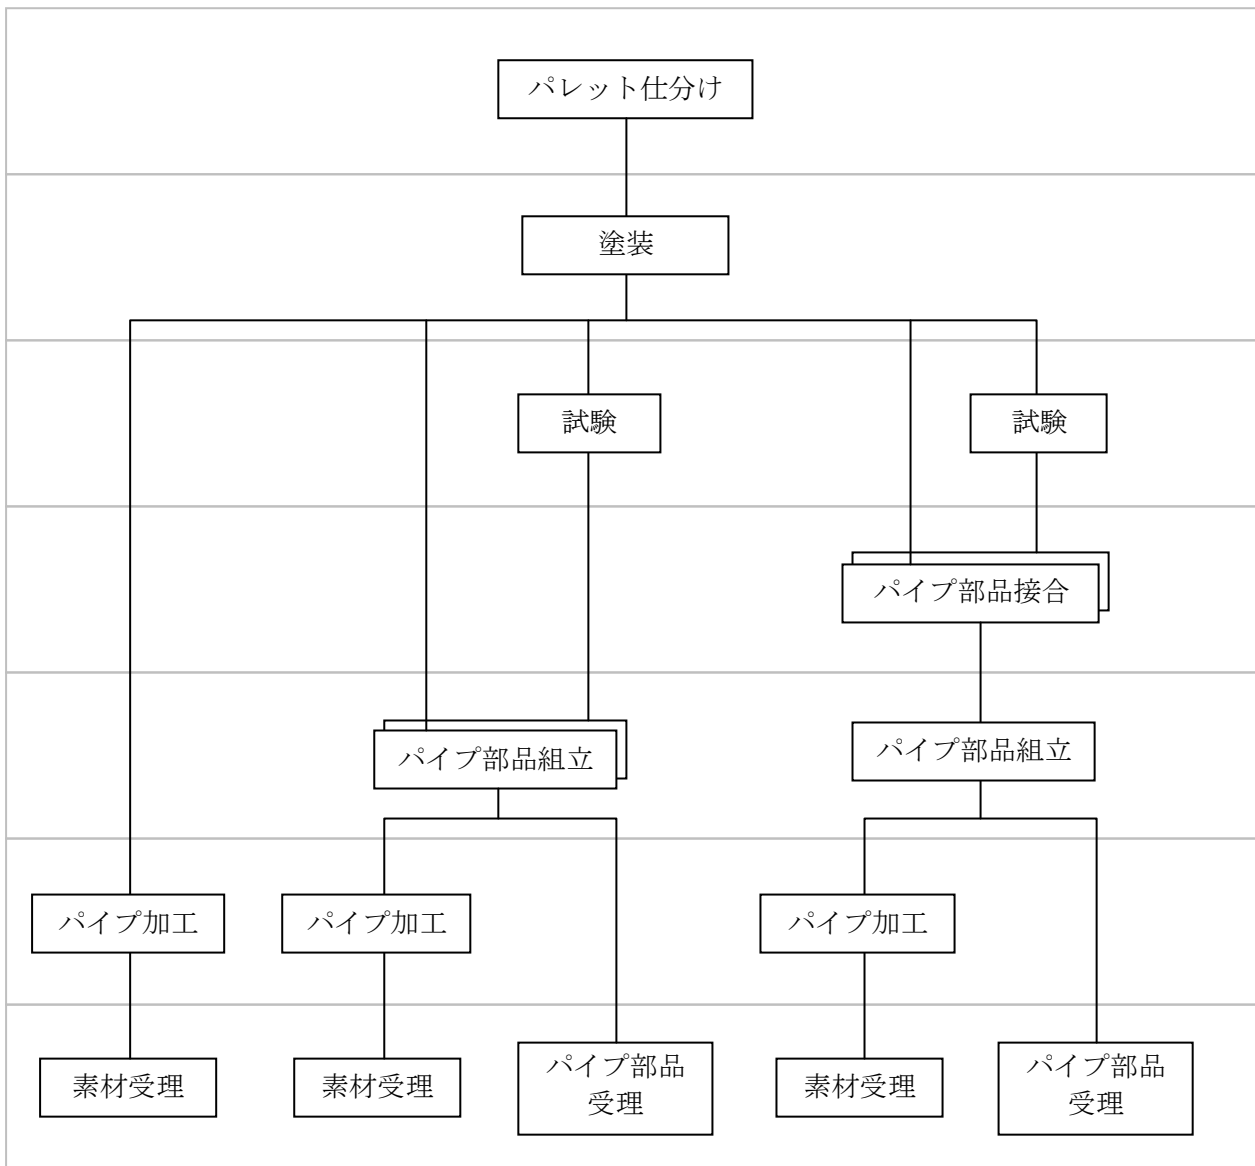 パレット仕分け
塗装
試験
試験
パイプ部品接合
パイプ部品組立
パイプ部品組立
パイプ加工
パイプ加工
パイプ加工
素材受理
素材受理
パイプ部品
受理
素材受理
パイプ部品
受理